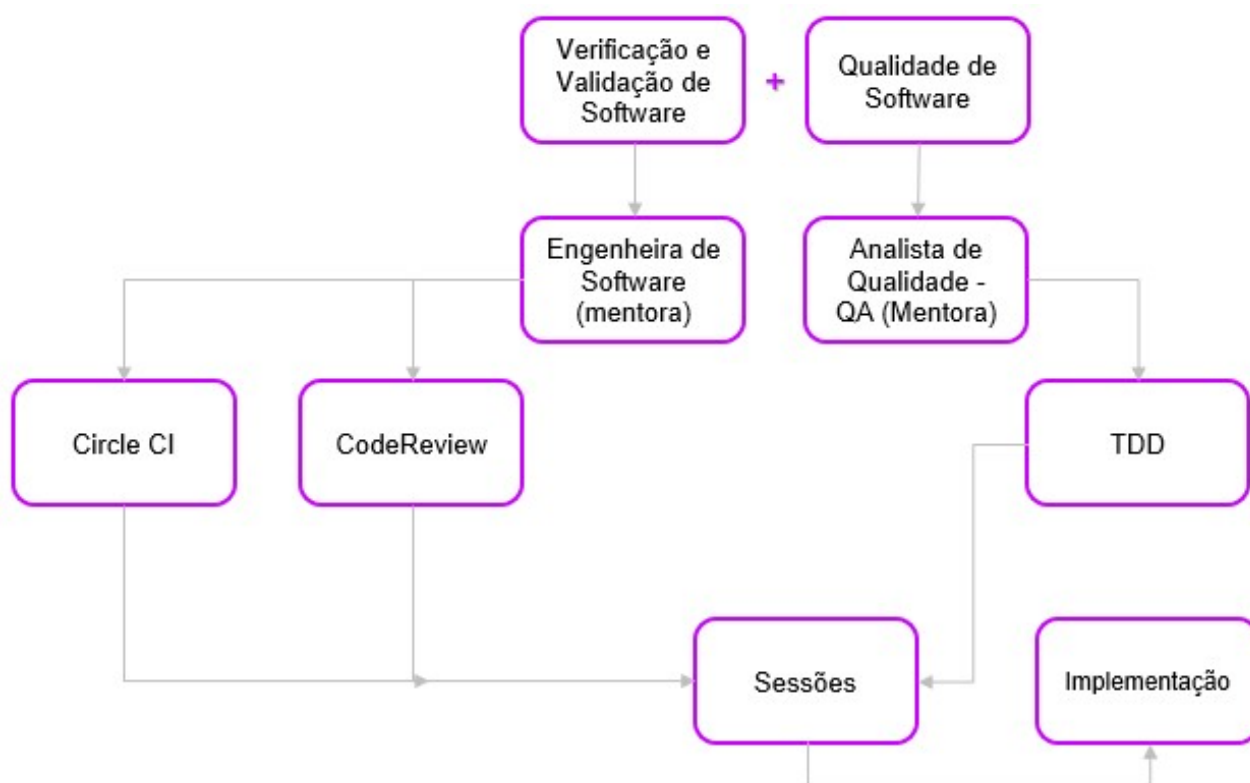 Verificação e
Validação de
Software
+
Qualidade de
Software
Engenheira de
Software
(mentora)
Analista de
Qualidade -
QA (Mentora)
Circle CI
CodeReview
TDD
Sessões
Implementação